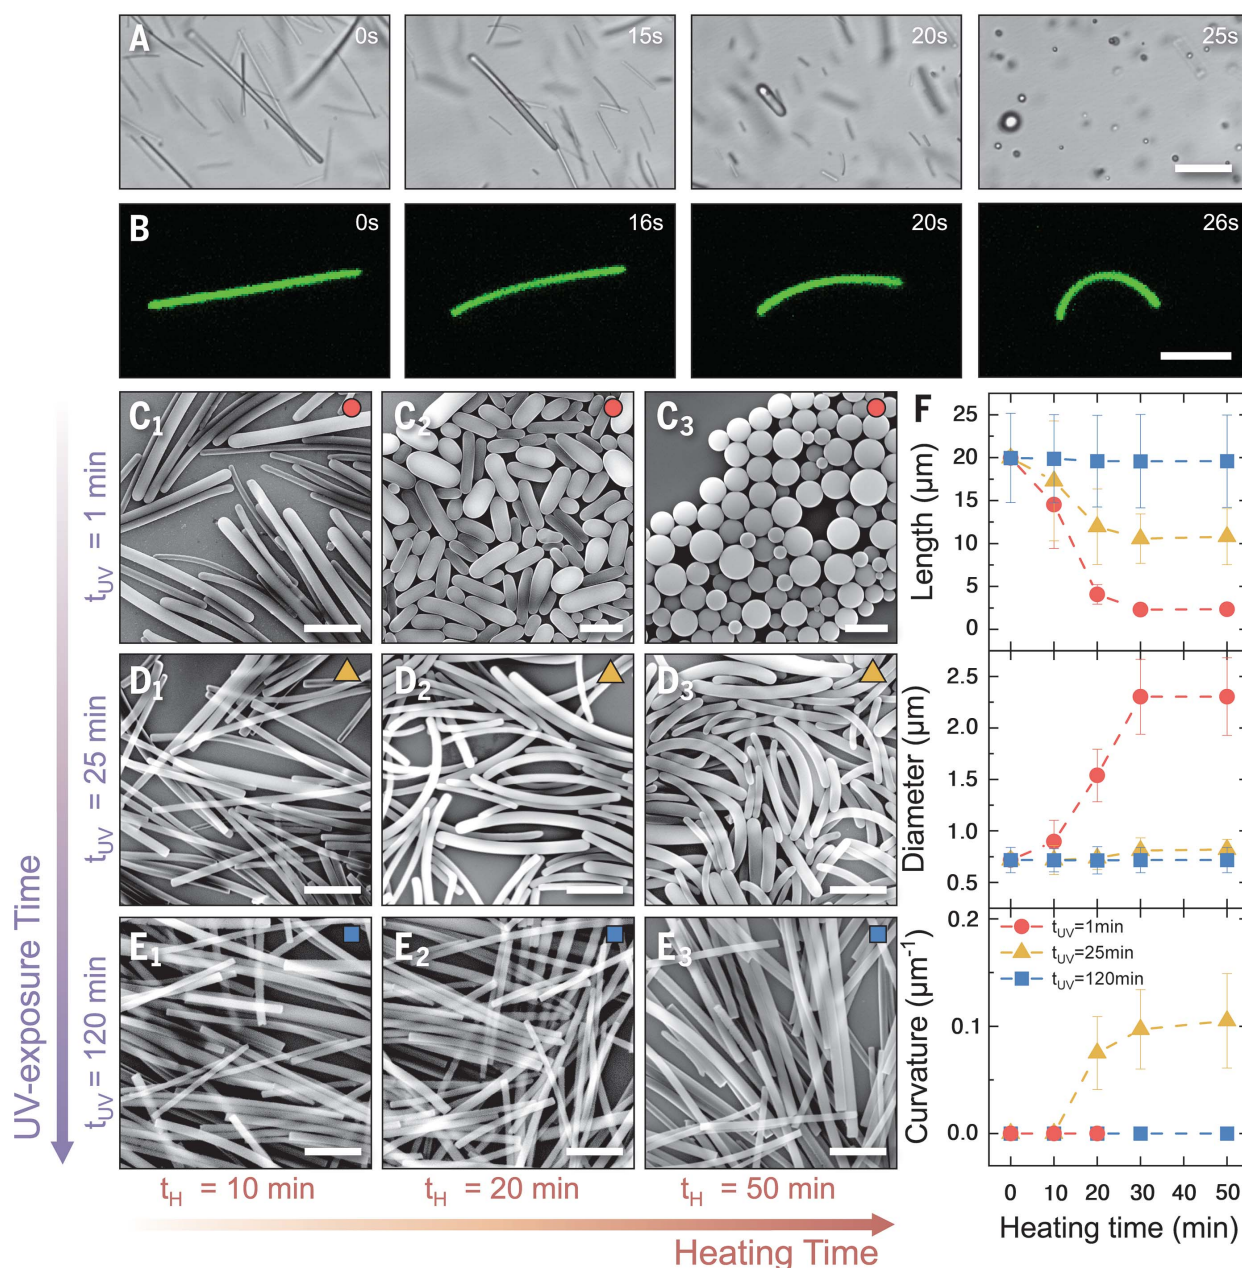 A
0s
15s
20s
25s
B
0s
16s
20s
26s
C1
C2
C3
D1
D2
D3
E1
E2
E3
UV-exposure Time
tUV = 1 min
tUV = 25 min
tUV = 120 min
tH = 10 min
tH = 20 min
tH = 50 min
Heating Time
F
Length (µm)
25
20
15
10
5
0
Diameter (µm)
2.5
2.0
1.5
1.0
0.5
Curvature (µm-1)
0.2
0.1
0.0
tUV=1min
tUV=25min
tUV=120min
0 10 20 30 40 50
Heating time (min)